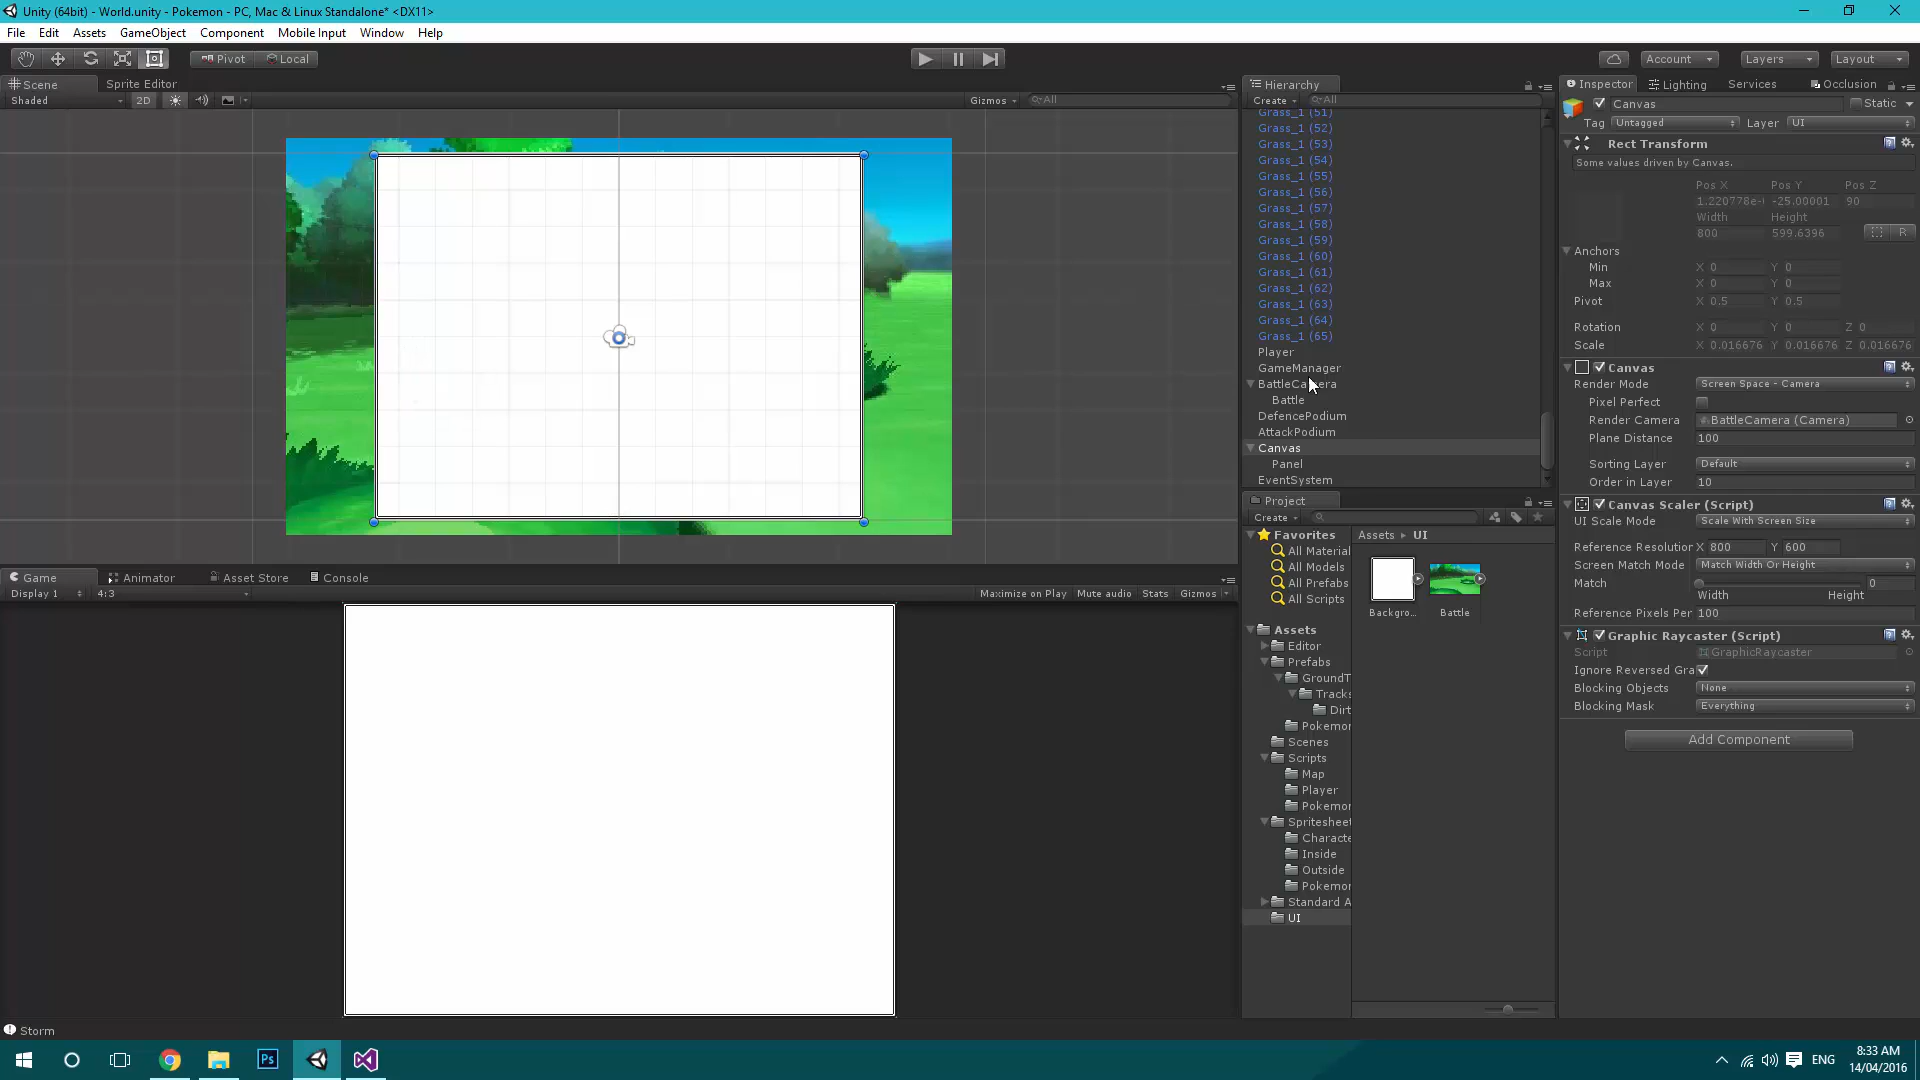 Unity (64bit) - World.unity - Pokemon - PC, Mac & Linux Standalone* <DX11>
File Edit Assets GameObject Component Mobile Input Window Help
Pivot Local
Account Layers Layout
Scene Sprite Editor
Shaded 2D Gizmos All
Hierarchy
Create All
Grass_1 (51)
Grass_1 (52)
Grass_1 (53)
Grass_1 (54)
Grass_1 (55)
Grass_1 (56)
Grass_1 (57)
Grass_1 (58)
Grass_1 (59)
Grass_1 (60)
Grass_1 (61)
Grass_1 (62)
Grass_1 (63)
Grass_1 (64)
Grass_1 (65)
Player
GameManager
BattleCamera
Battle
DefencePodium
AttackPodium
Canvas
Panel
EventSystem
Project
Create
Favorites
All Material
All Models
All Prefabs
All Scripts
Assets
Editor
Prefabs
GroundT
Tracks
Dirt
Pokemon
Scenes
Scripts
Map
Player
Pokemon
Spritesheet
Characte
Inside
Outside
Pokemon
Standard A
UI
Assets UI
Backgro... Battle
Inspector Lighting Services Occlusion
Canvas Static
Tag Untagged Layer UI
Rect Transform
Some values driven by Canvas.
Pos X Pos Y Pos Z
1.220778e- -25.00001 90
Width Height
800 599.6396 R
Anchors
Min X 0 Y 0
Max X 0 Y 0
Pivot X 0.5 Y 0.5
Rotation X 0 Y 0 Z 0
Scale X 0.016676 Y 0.016676 Z 0.016676
Canvas
Render Mode Screen Space - Camera
Pixel Perfect
Render Camera BattleCamera (Camera)
Plane Distance 100
Sorting Layer Default
Order in Layer 10
Canvas Scaler (Script)
UI Scale Mode Scale With Screen Size
Reference Resolution X 800 Y 600
Screen Match Mode Match Width Or Height
Match 0
Width Height
Reference Pixels Per 100
Graphic Raycaster (Script)
Script GraphicRaycaster
Ignore Reversed Gra
Blocking Objects None
Blocking Mask Everything
Add Component
Game Animator Asset Store Console
Display 1 4:3 Maximize on Play Mute audio Stats Gizmos
Storm
Ps
ENG
8:33 AM
14/04/2016